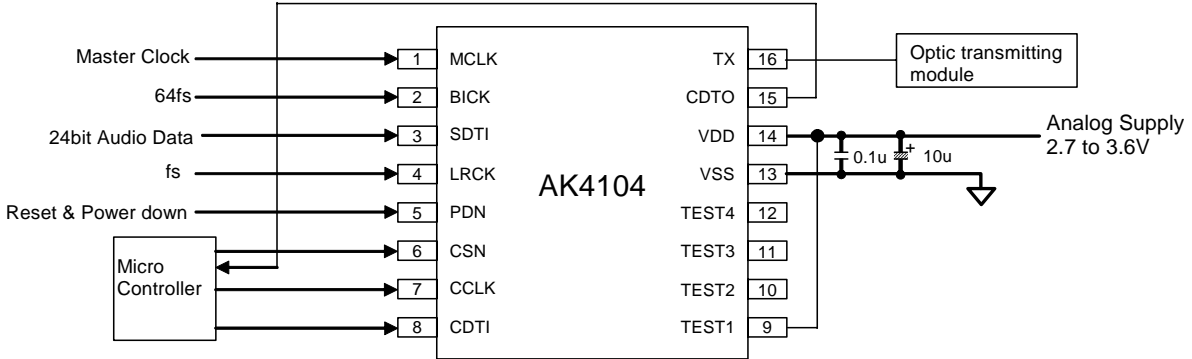 Master Clock
1
MCLK
TX
16
Optic transmitting
module
64fs
2
BICK
CDTO
15
24bit Audio Data
3
SDTI
VDD
14
Analog Supply
2.7 to 3.6V
0.1u
+
10u
fs
4
LRCK
AK4104
VSS
13
Reset & Power down
5
PDN
TEST4
12
Micro
Controller
6
CSN
TEST3
11
7
CCLK
TEST2
10
8
CDTI
TEST1
9